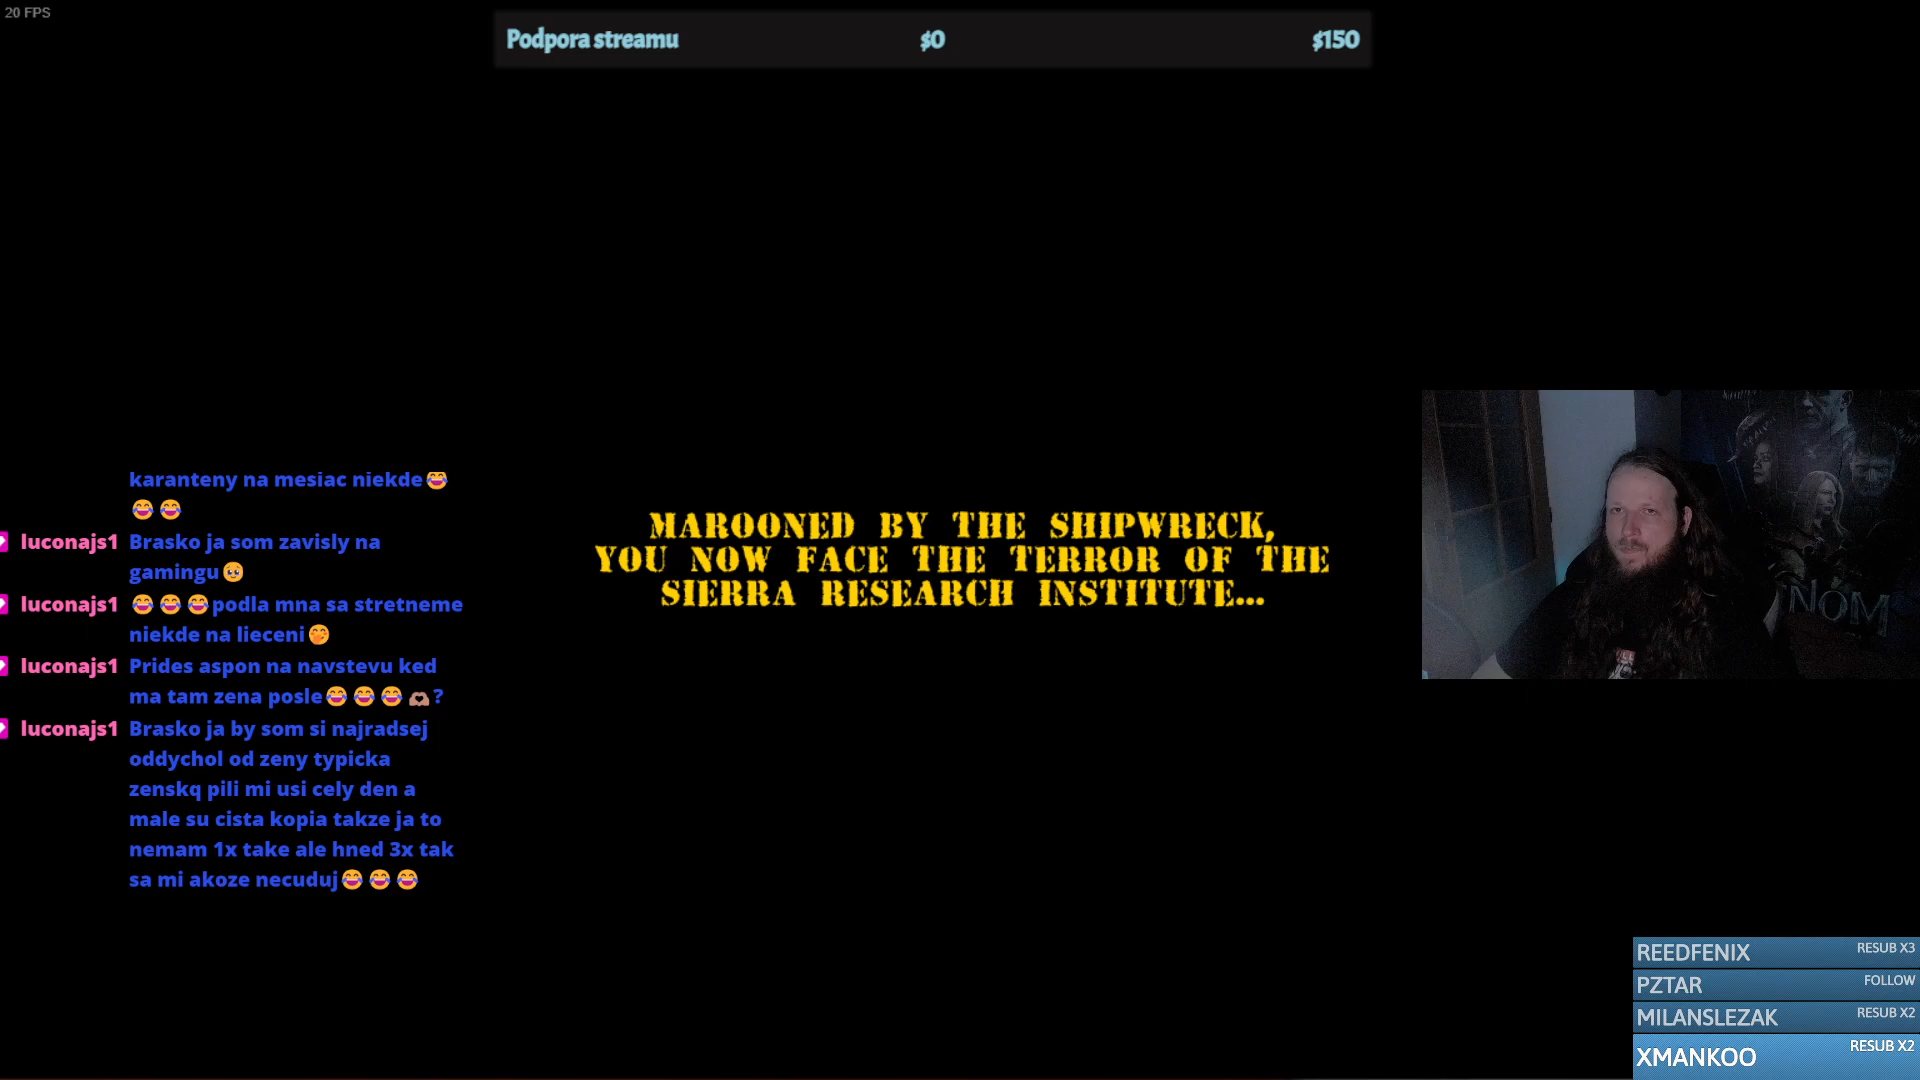 20 FPS
Podpora streamu $0 $150
karanteny na mesiac niekde😂
😂 😂
luconajs1 Brasko ja som zavisly na
gamingu🥹
luconajs1 😂 😂 😂podla mna sa stretneme
niekde na lieceni🤭
luconajs1 Prides aspon na navstevu ked
ma tam zena posle😂 😂 😂 🫶🏽?
luconajs1 Brasko ja by som si najradsej
oddychol od zeny typicka
zenskq pili mi usi cely den a
male su cista kopia takze ja to
nemam 1x take ale hned 3x tak
sa mi akoze necuduj😂 😂 😂
MAROONED BY THE SHIPWRECK,
YOU NOW FACE THE TERROR OF THE
SIERRA RESEARCH INSTITUTE...
NOM
REEDFENIX RESUB X3
PZTAR FOLLOW
MILANSLEZAK RESUB X2
XMANKOO RESUB X2